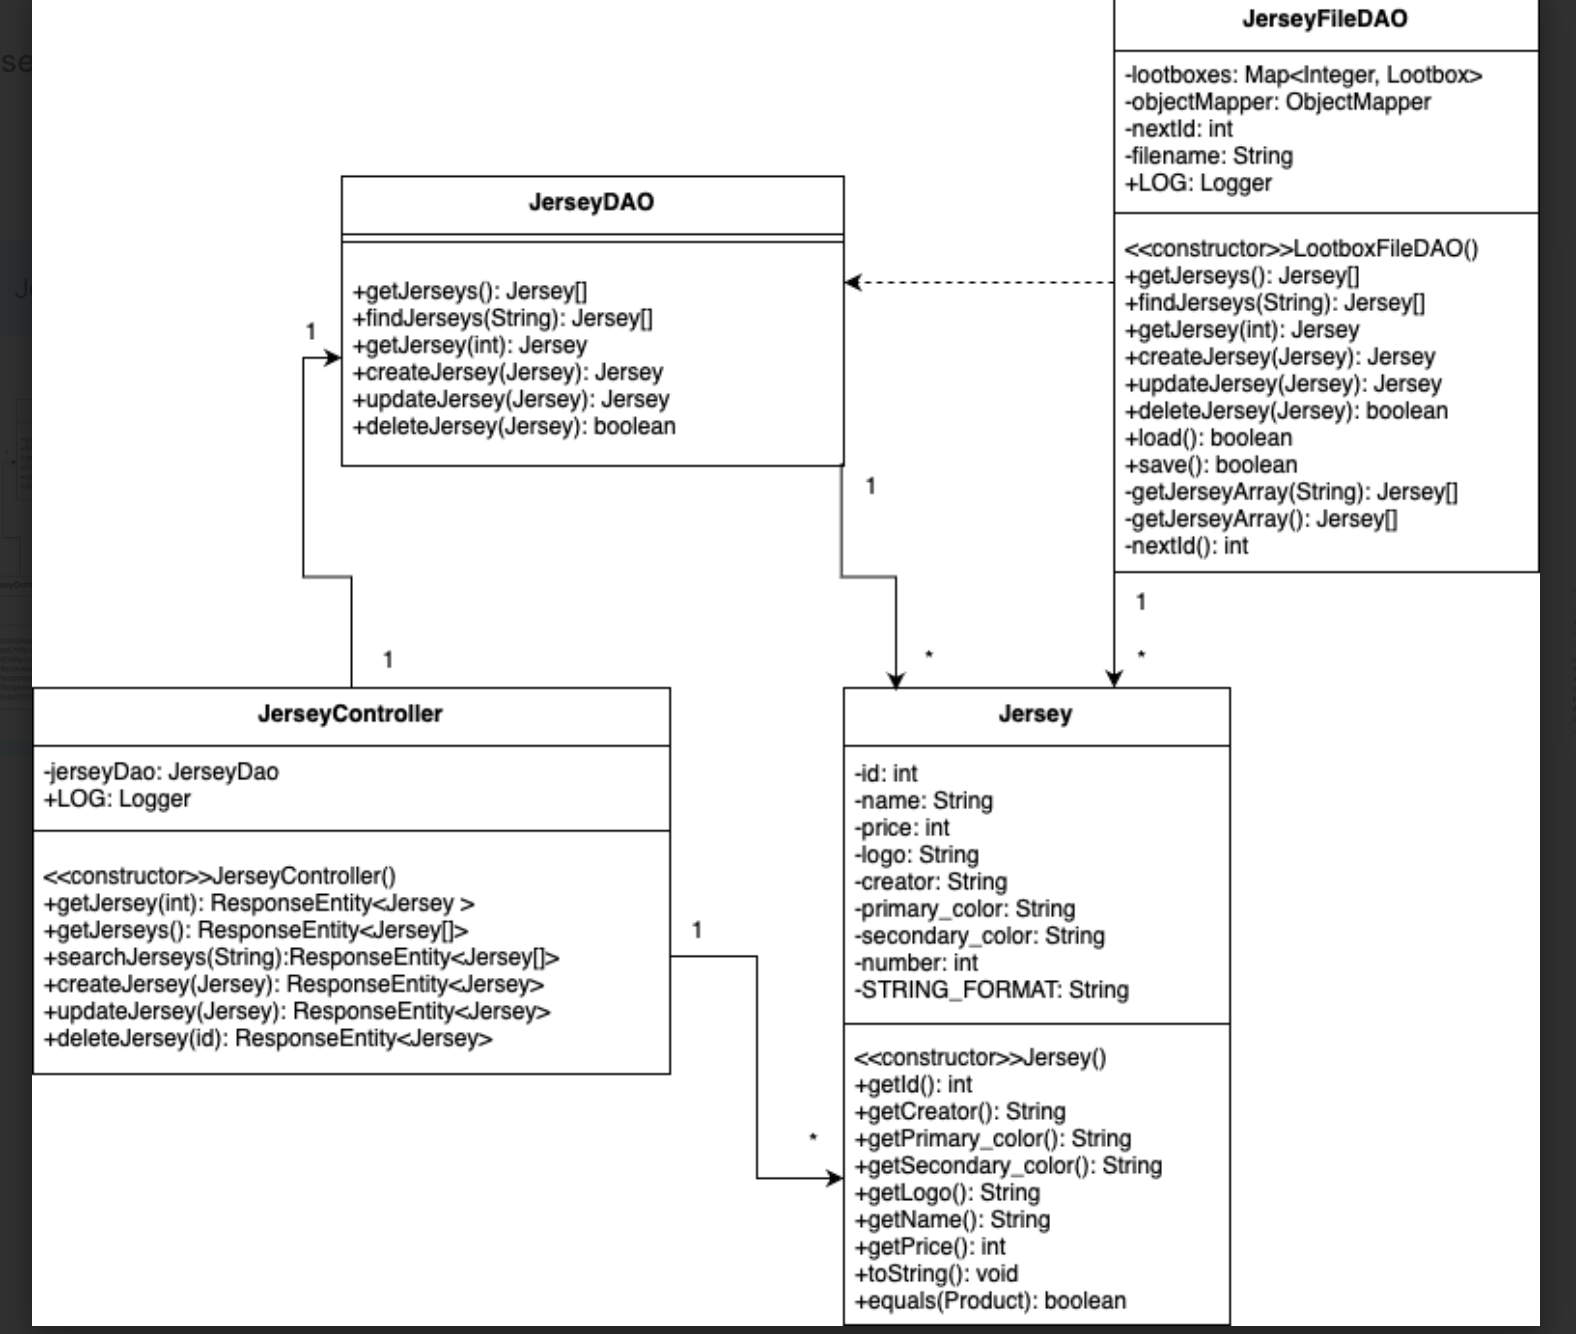 JerseyFileDAO
-lootboxes: Map<Integer, Lootbox>
-objectMapper: ObjectMapper
-nextId: int
-filename: String
+LOG: Logger
<<constructor>>LootboxFileDAO()
+getJerseys(): Jersey[]
+findJerseys(String): Jersey[]
+getJersey(int): Jersey
+createJersey(Jersey): Jersey
+updateJersey(Jersey): Jersey
+deleteJersey(Jersey): boolean
+load(): boolean
+save(): boolean
-getJerseyArray(String): Jersey[]
-getJerseyArray(): Jersey[]
-nextId(): int
JerseyDAO
+getJerseys(): Jersey[]
+findJerseys(String): Jersey[]
+getJersey(int): Jersey
+createJersey(Jersey): Jersey
+updateJersey(Jersey): Jersey
+deleteJersey(Jersey): boolean
1
1
1
*
1
*
JerseyController
-jerseyDao: JerseyDao
+LOG: Logger
<<constructor>>JerseyController()
+getJersey(int): ResponseEntity<Jersey >
+getJerseys(): ResponseEntity<Jersey[]>
+searchJerseys(String):ResponseEntity<Jersey[]>
+createJersey(Jersey): ResponseEntity<Jersey>
+updateJersey(Jersey): ResponseEntity<Jersey>
+deleteJersey(id): ResponseEntity<Jersey>
1
*
Jersey
-id: int
-name: String
-price: int
-logo: String
-creator: String
-primary_color: String
-secondary_color: String
-number: int
-STRING_FORMAT: String
<<constructor>>Jersey()
+getId(): int
+getCreator(): String
+getPrimary_color(): String
+getSecondary_color(): String
+getLogo(): String
+getName(): String
+getPrice(): int
+toString(): void
+equals(Product): boolean